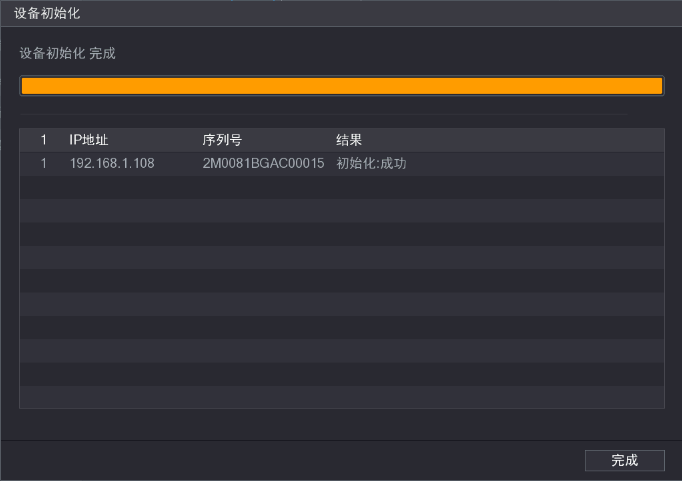 设备初始化
设备初始化 完成
1 IP地址 序列号 结果
1 192.168.1.108 2M0081BGAC00015 初始化:成功
完成